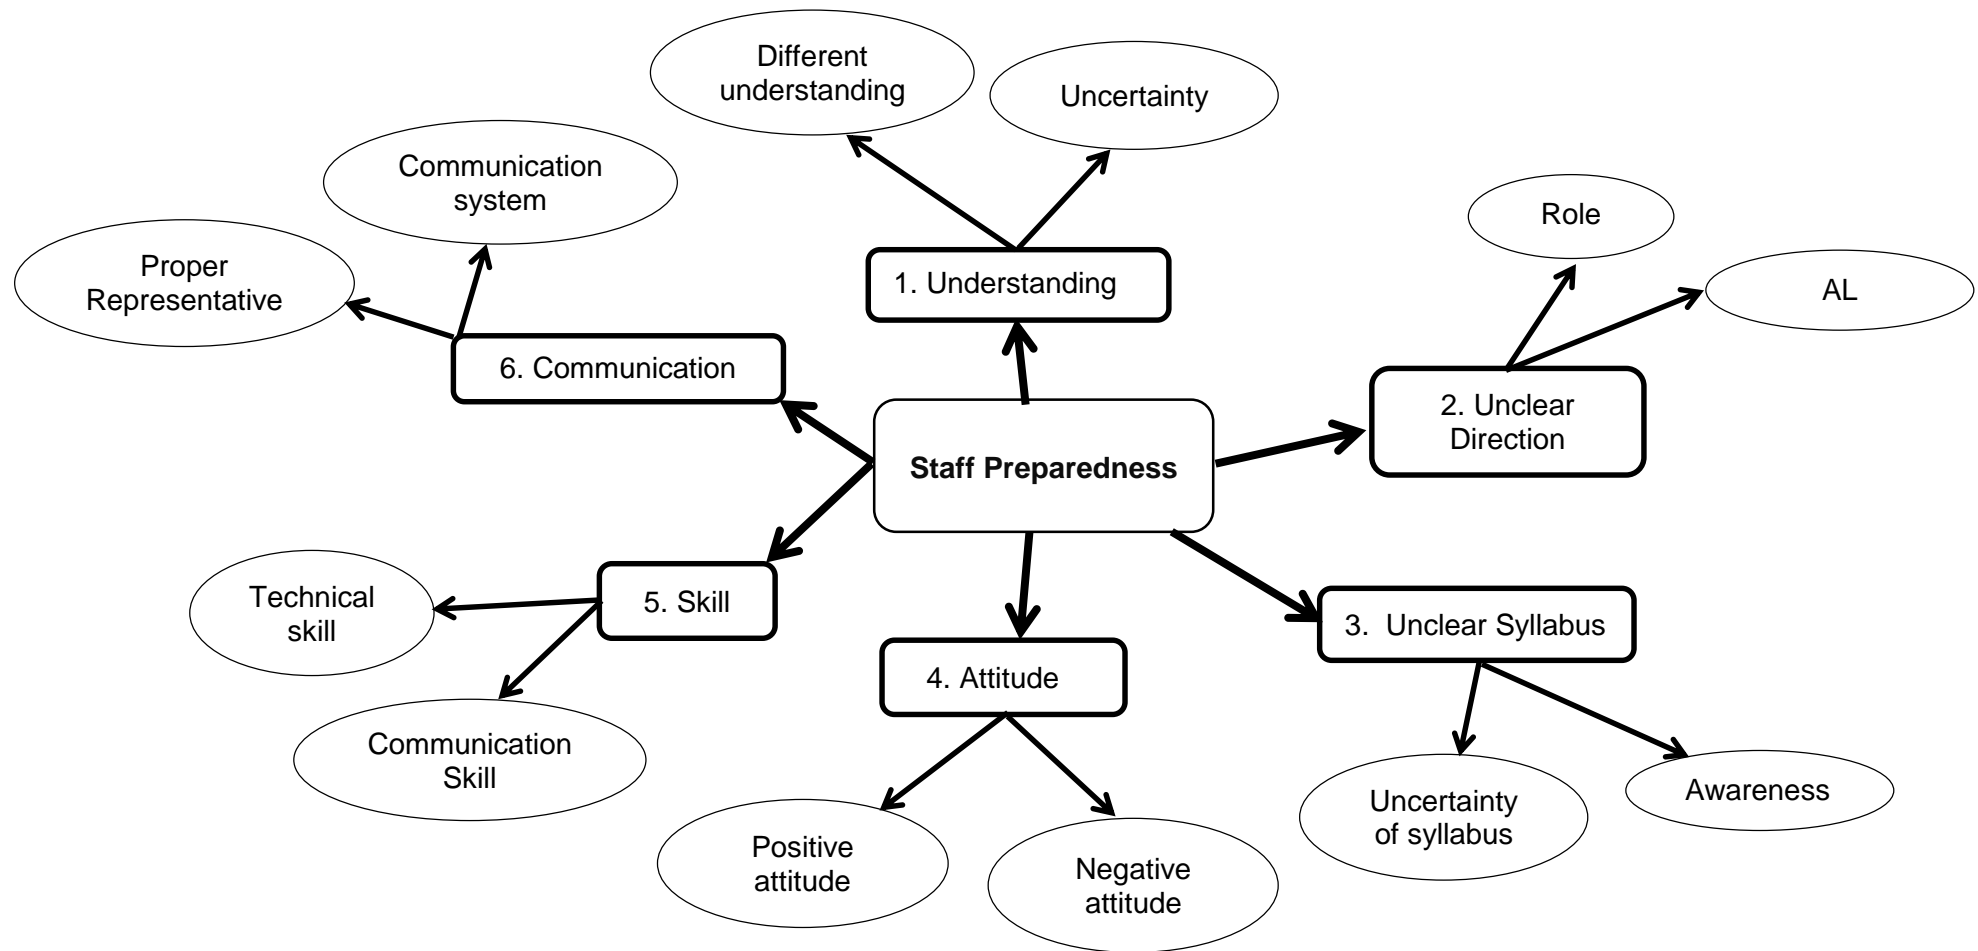 Different
understanding
Uncertainty
Communication
system
Role
Proper
Representative
AL
1. Understanding
6. Communication
2. Unclear
Direction
Staff Preparedness
Technical
skill
5. Skill
3.  Unclear Syllabus
4. Attitude
Communication
Skill
Uncertainty
of syllabus
Awareness
Positive
attitude
Negative
attitude